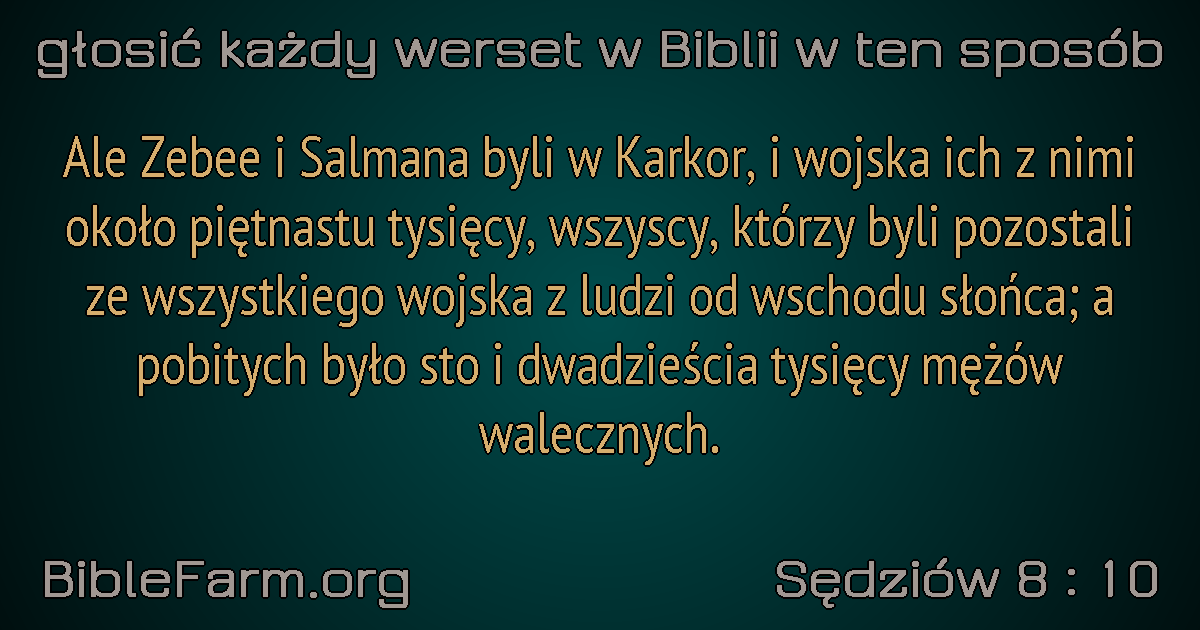 głosić każdy werset w Biblii w ten sposób
Ale Zebee i Salmana byli w Karkor, i wojska ich z nimi
około piętnastu tysięcy, wszyscy, którzy byli pozostali
ze wszystkiego wojska z ludzi od wschodu słońca; a
pobitych było sto i dwadzieścia tysięcy mężów
walecznych.
BibleFarm.org
Sędziów 8 : 10